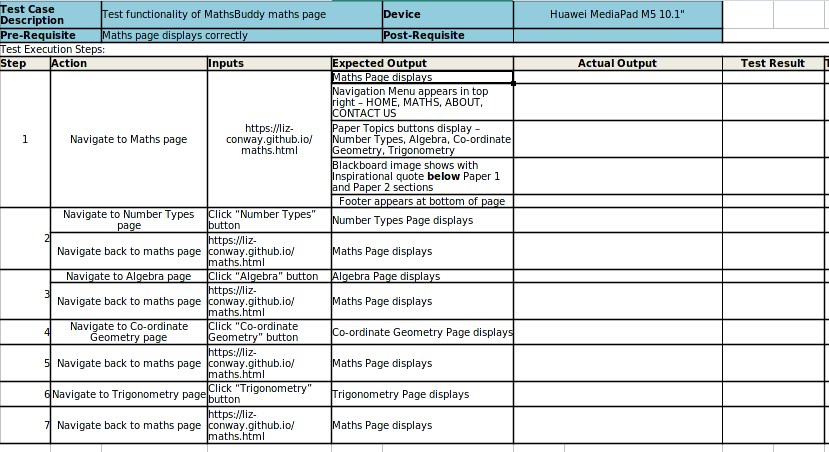 Test Case Description
Test functionality of MathsBuddy maths page
Device
Huawei MediaPad M5 10.1"
Pre-Requisite
Maths page displays correctly
Post-Requisite
Test Execution Steps:
Step
Action
Inputs
Expected Output
Actual Output
Test Result
1
Navigate to Maths page
https://liz-
conway.github.io/
maths.html
Maths Page displays
Navigation Menu appears in top
right – HOME, MATHS, ABOUT,
CONTACT US
Paper Topics buttons display –
Number Types, Algebra, Co-ordinate
Geometry, Trigonometry
Blackboard image shows with
Inspirational quote below Paper 1
and Paper 2 sections
Footer appears at bottom of page
2
Navigate to Number Types
page
Click “Number Types”
button
Number Types Page displays
Navigate back to maths page
https://liz-
conway.github.io/
maths.html
Maths Page displays
3
Navigate to Algebra page
Click “Algebra” button
Algebra Page displays
Navigate back to maths page
https://liz-
conway.github.io/
maths.html
Maths Page displays
4
Navigate to Co-ordinate
Geometry page
Click “Co-ordinate
Geometry” button
Co-ordinate Geometry Page displays
5
Navigate back to maths page
https://liz-
conway.github.io/
maths.html
Maths Page displays
6
Navigate to Trigonometry page
Click “Trigonometry”
button
Trigonometry Page displays
7
Navigate back to maths page
https://liz-
conway.github.io/
maths.html
Maths Page displays